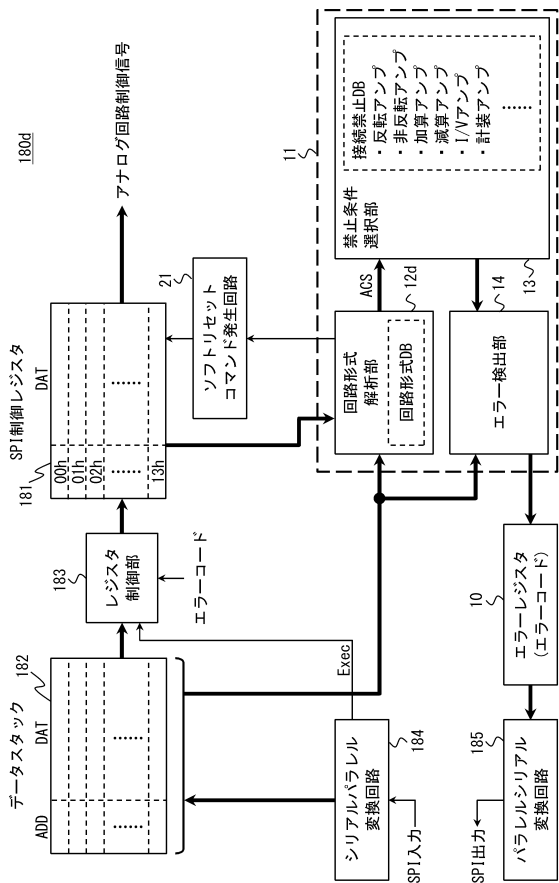 180d
データスタック
182
ADD
DAT
……
……
183
レジスタ
制御部
エラーコード
SPI制御レジスタ
181
DAT
00h
01h
02h
……
13h
……
アナログ回路制御信号
21
ソフトリセット
コマンド発生回路
Exec
シリアルパラレル
変換回路
184
SPI入力
11
回路形式
解析部
回路形式DB
12d
ACS
禁止条件
選択部
13
接続禁止DB
・反転アンプ
・非反転アンプ
・加算アンプ
・減算アンプ
・I/Vアンプ
・計装アンプ
……
エラー検出部
14
10
エラーレジスタ
(エラーコード)
185
パラレルシリアル
変換回路
SPI出力